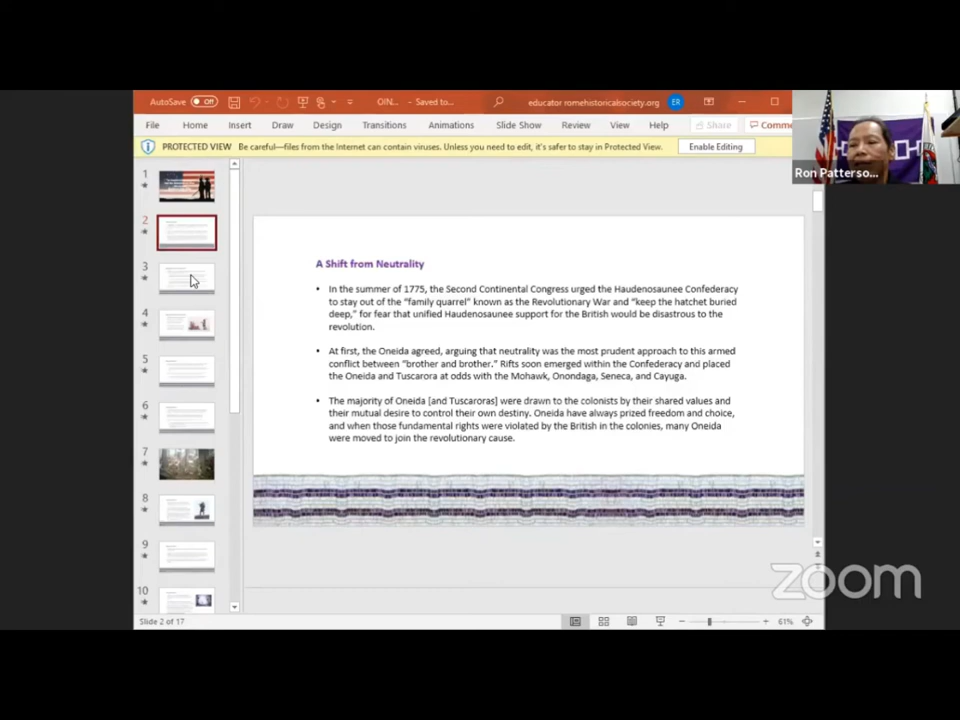 AutoSave Off OIN... - Saved to... educator romehistoricalsociety.org ER
File Home Insert Draw Design Transitions Animations Slide Show Review View Help Share Comme
PROTECTED VIEW Be careful—files from the Internet can contain viruses. Unless you need to edit, it's safer to stay in Protected View. Enable Editing
Ron Patterso...
1
2
3
4
5
6
7
8
9
10
A Shift from Neutrality
• In the summer of 1775, the Second Continental Congress urged the Haudenosaunee Confederacy
to stay out of the “family quarrel” known as the Revolutionary War and “keep the hatchet buried
deep,” for fear that unified Haudenosaunee support for the British would be disastrous to the
revolution.
• At first, the Oneida agreed, arguing that neutrality was the most prudent approach to this armed
conflict between “brother and brother.” Rifts soon emerged within the Confederacy and placed
the Oneida and Tuscarora at odds with the Mohawk, Onondaga, Seneca, and Cayuga.
• The majority of Oneida [and Tuscaroras] were drawn to the colonists by their shared values and
their mutual desire to control their own destiny. Oneida have always prized freedom and choice,
and when those fundamental rights were violated by the British in the colonies, many Oneida
were moved to join the revolutionary cause.
zoom
Slide 2 of 17 61%